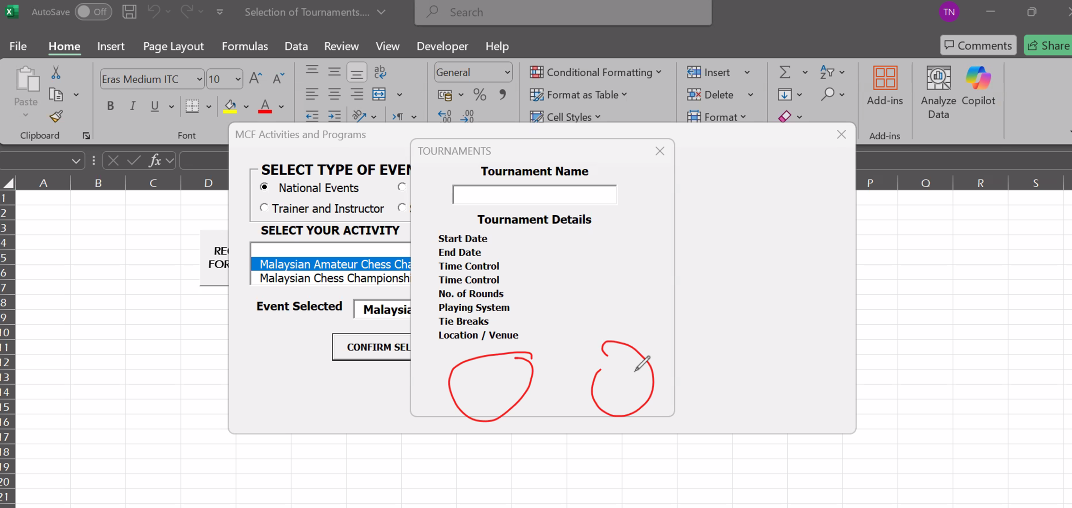 AutoSave Off Selection of Tournaments.... Search TN
File Home Insert Page Layout Formulas Data Review View Developer Help Comments Share
Paste Eras Medium ITC 10 General Conditional Formatting Insert Add-ins Analyze Data Copilot
B I U A Format as Table Delete
Cell Styles Format
Clipboard Font Add-ins
fx
A B C D P Q R S
1
2
3
4
5
6
7
8
9
10
11
12
13
14
15
16
17
18
19
20
21
MCF Activities and Programs
SELECT TYPE OF EVEN
National Events
Trainer and Instructor
SELECT YOUR ACTIVITY
Malaysian Amateur Chess Cha
Malaysian Chess Championsh
Event Selected Malaysia
CONFIRM SEL
RE
FOR
TOURNAMENTS
Tournament Name
Tournament Details
Start Date
End Date
Time Control
Time Control
No. of Rounds
Playing System
Tie Breaks
Location / Venue